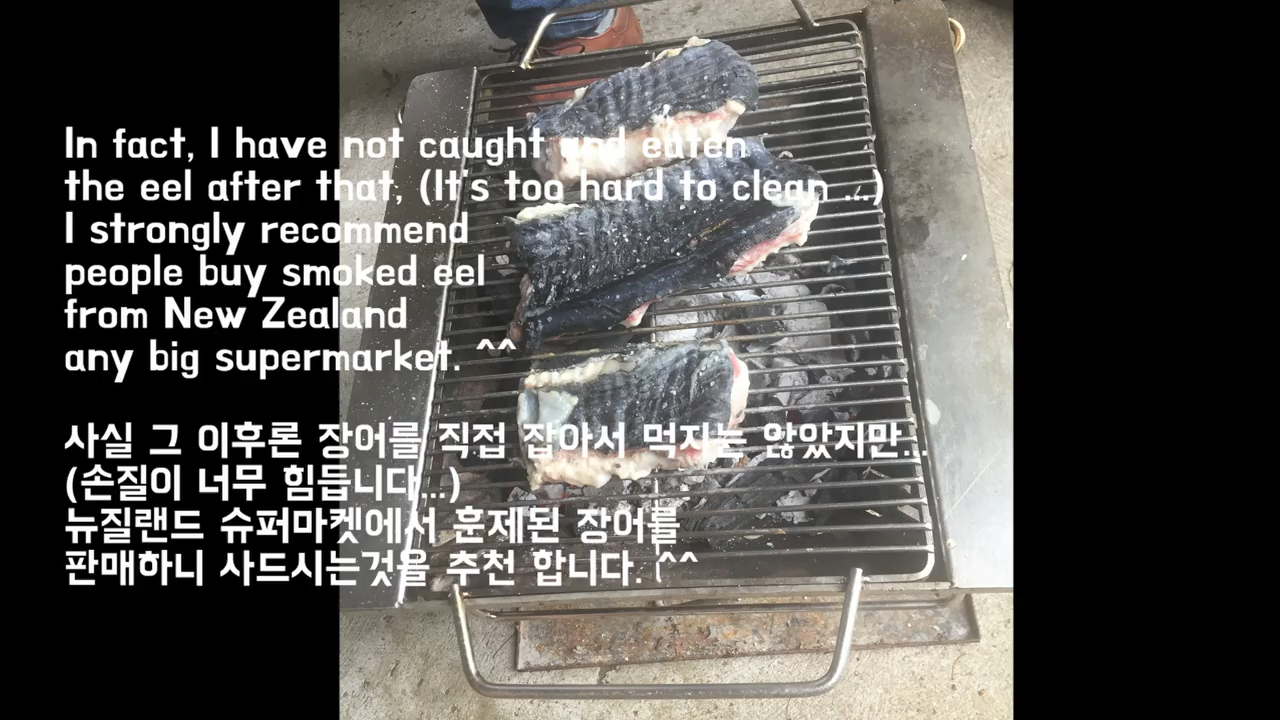 In fact, I have not caught and eaten
the eel after that, (It's too hard to clean ...)
I strongly recommend
people buy smoked eel
from New Zealand
any big supermarket. ^^
사실 그 이후론 장어를 직접 잡아서 먹지는 않았지만...
(손질이 너무 힘듭니다...)
뉴질랜드 슈퍼마켓에서 훈제된 장어를
판매하니 사드시는것을 추천 합니다. ^^